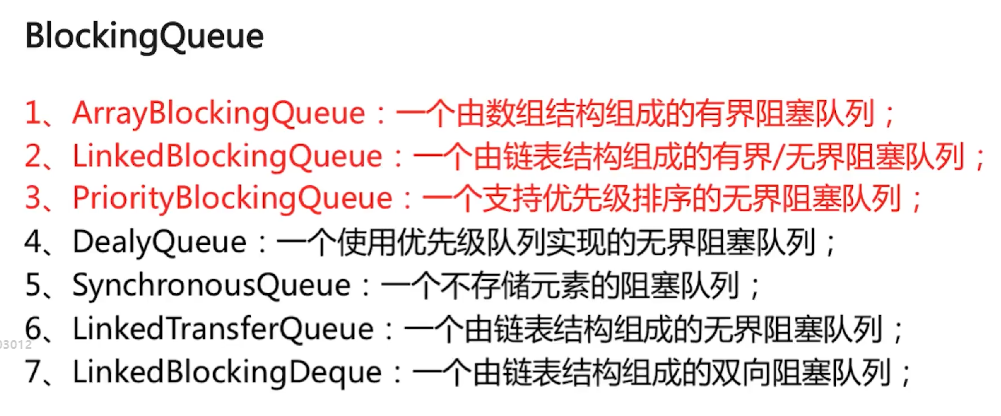 BlockingQueue
1、ArrayBlockingQueue：一个由数组结构组成的有界阻塞队列；
2、LinkedBlockingQueue：一个由链表结构组成的有界/无界阻塞队列；
3、PriorityBlockingQueue：一个支持优先级排序的无界阻塞队列；
4、DealyQueue：一个使用优先级队列实现的无界阻塞队列；
5、SynchronousQueue：一个不存储元素的阻塞队列；
6、LinkedTransferQueue：一个由链表结构组成的无界阻塞队列；
03012
7、LinkedBlockingDeque：一个由链表结构组成的双向阻塞队列；